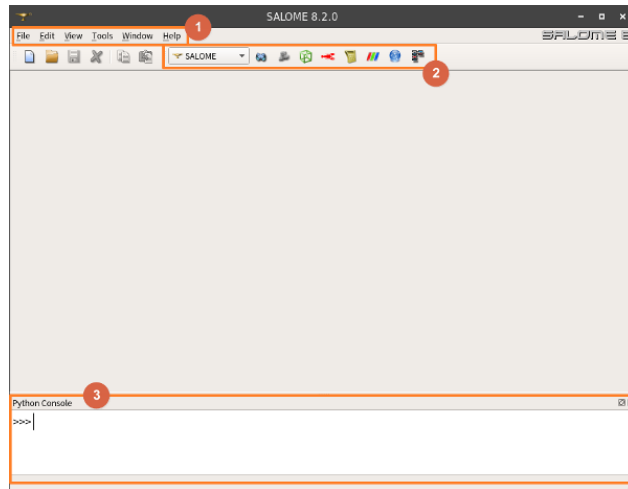 SALOME 8.2.0
1
File Edit View Tools Window Help
SALOME
SALOME
2
3
Python Console
>>>